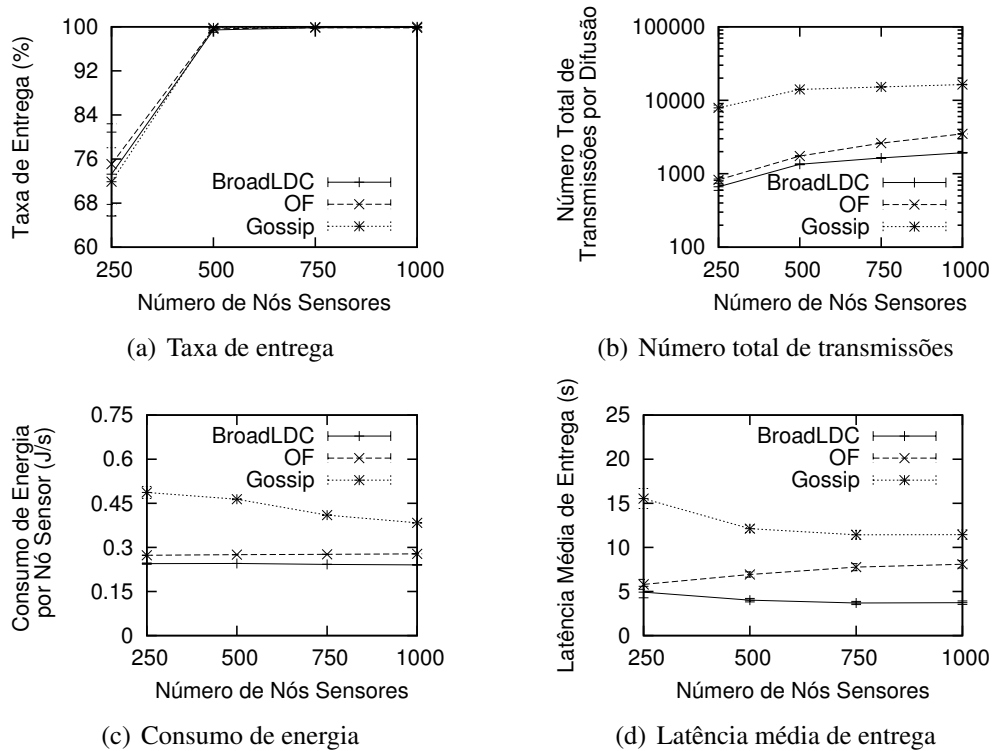 Taxa de Entrega (%)
100
92
84
76
68
60
BroadLDC
OF
Gossip
250 500 750 1000
Número de Nós Sensores
(a) Taxa de entrega
Número Total de
Transmissões por Difusão
100000
10000
1000
100
BroadLDC
OF
Gossip
250 500 750 1000
Número de Nós Sensores
(b) Número total de transmissões
Consumo de Energia
por Nó Sensor (J/s)
0.75
0.6
0.45
0.3
0.15
0
BroadLDC
OF
Gossip
250 500 750 1000
Número de Nós Sensores
(c) Consumo de energia
Latência Média de Entrega (s)
25
20
15
10
5
0
BroadLDC
OF
Gossip
250 500 750 1000
Número de Nós Sensores
(d) Latência média de entrega